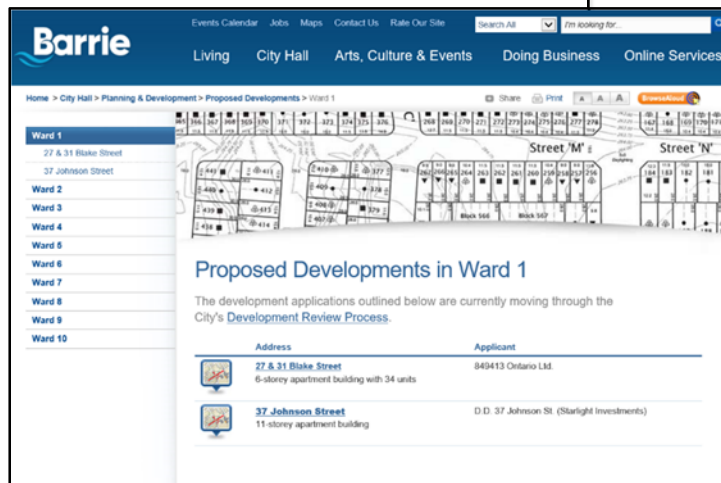 Events Calendar Jobs Maps Contact Us Rate Our Site Search All I'm looking for...
Barrie
Living City Hall Arts, Culture & Events Doing Business Online Services
Home > City Hall > Planning & Development > Proposed Developments > Ward 1 Share Print A A A BrowseAloud
Ward 1
27 & 31 Blake Street
37 Johnson Street
Ward 2
Ward 3
Ward 4
Ward 5
Ward 6
Ward 7
Ward 8
Ward 9
Ward 10
Street 'M' Street 'N'
Block 566 Block 567
Proposed Developments in Ward 1
The development applications outlined below are currently moving through the
City's Development Review Process.
Address Applicant
27 & 31 Blake Street 849413 Ontario Ltd.
6-storey apartment building with 34 units
37 Johnson Street D.D. 37 Johnson St. (Starlight Investments)
11-storey apartment building